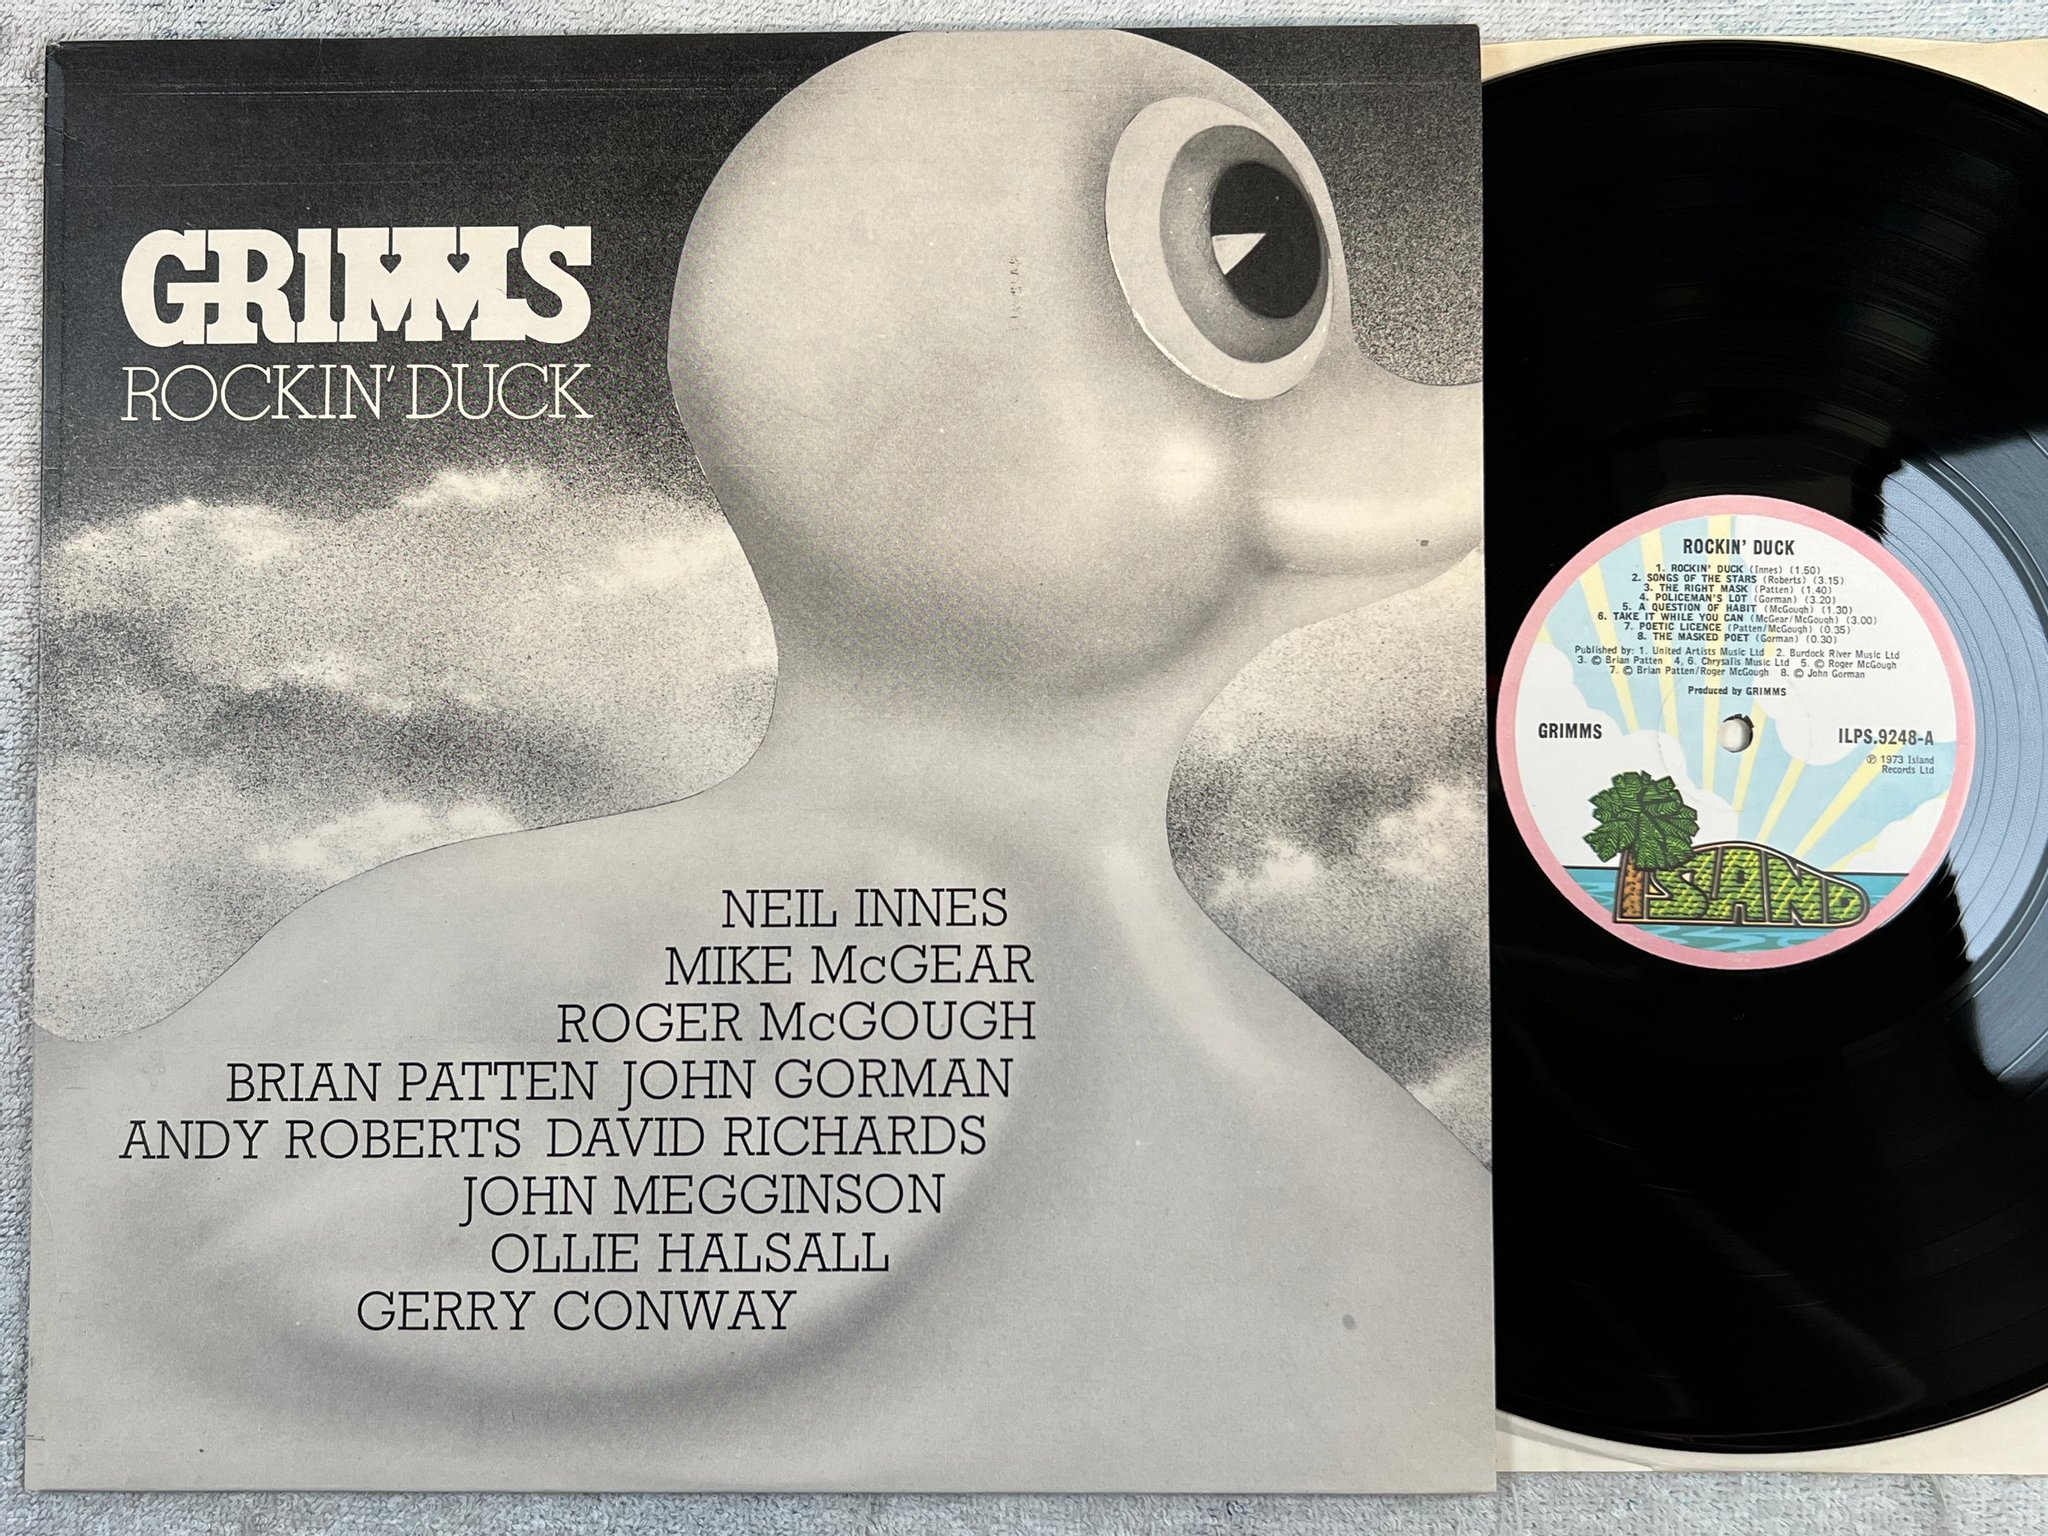 GRIMMS
ROCKIN' DUCK
NEIL INNES
MIKE McGEAR
ROGER McGOUGH
BRIAN PATTEN JOHN GORMAN
ANDY ROBERTS DAVID RICHARDS
JOHN MEGGINSON
OLLIE HALSALL
GERRY CONWAY
ROCKIN' DUCK
1. ROCKIN' DUCK (Innes) (1.50)
2. SONGS OF THE STARS (Roberts) (3.15)
3. THE RIGHT MASK (Patten) (1.40)
4. POLICEMAN'S LOT (Gorman) (3.20)
5. A QUESTION OF HABIT (McGough) (1.30)
6. TAKE IT WHILE YOU CAN (McGear/McGough) (3.00)
7. POETIC LICENCE (Patten/McGough) (0.35)
8. THE MASKED POET (Gorman) (0.30)
Published by: 1. United Artists Music Ltd 2. Burdock River Music Ltd
3. © Brian Patten 4, 6. Chrysalis Music Ltd 5. © Roger McGough
7. © Brian Patten/Roger McGough 8. © John Gorman
Produced by GRIMMS
GRIMMS
ILPS.9248-A
℗ 1973 Island
Records Ltd
ISLAND